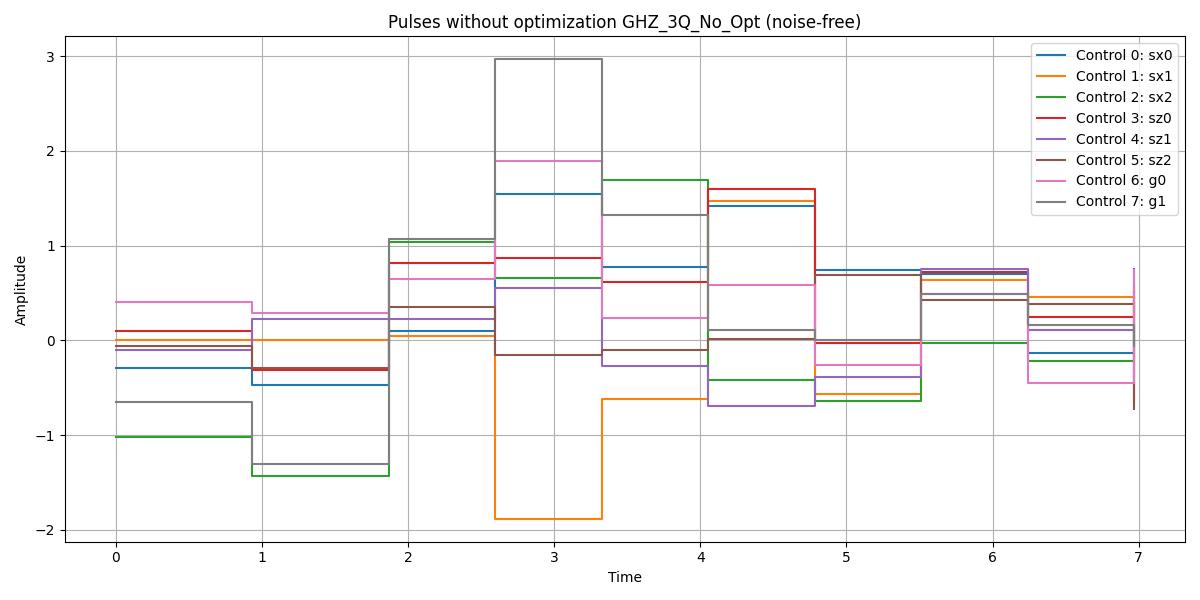 Pulses without optimization GHZ_3Q_No_Opt (noise-free)
Control 0: sx0
Control 1: sx1
Control 2: sx2
Control 3: sz0
Control 4: sz1
Control 5: sz2
Control 6: g0
Control 7: g1
Amplitude
3
2
1
0
−1
−2
0 1 2 3 4 5 6 7
Time